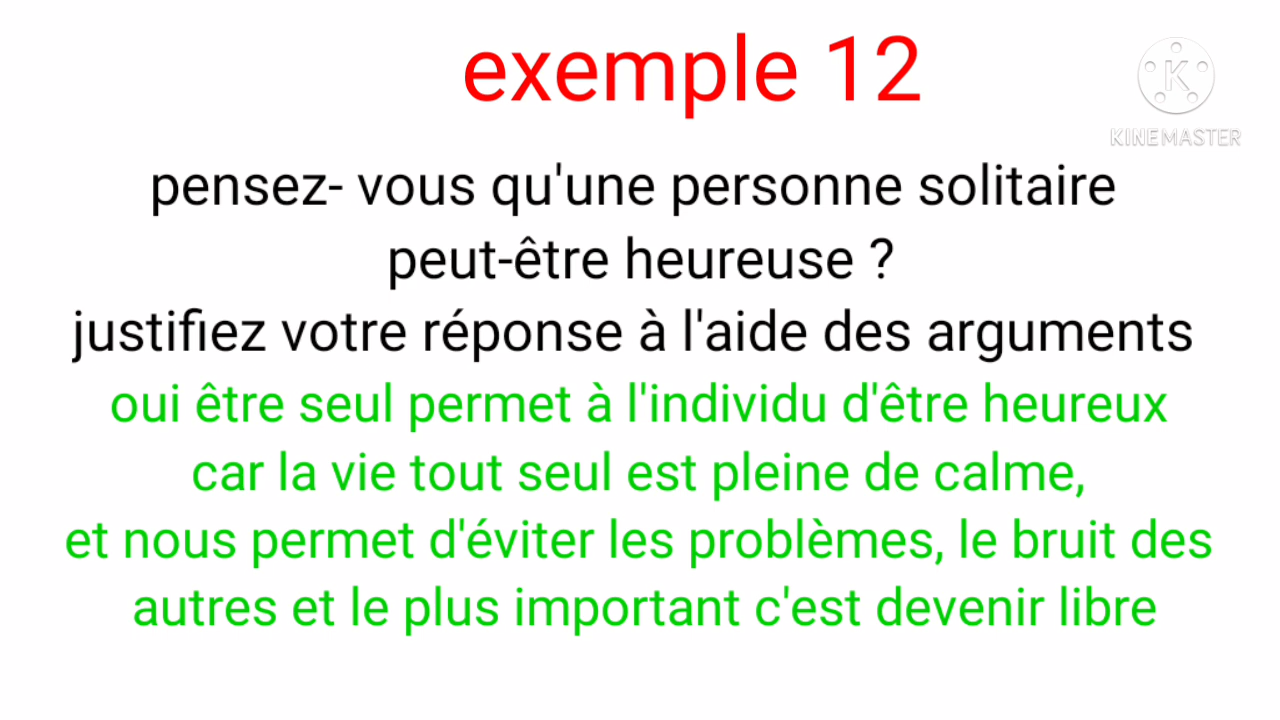 exemple 12
K
KINEMASTER
pensez- vous qu'une personne solitaire
peut-être heureuse ?
justifiez votre réponse à l'aide des arguments
oui être seul permet à l'individu d'être heureux
car la vie tout seul est pleine de calme,
et nous permet d'éviter les problèmes, le bruit des
autres et le plus important c'est devenir libre